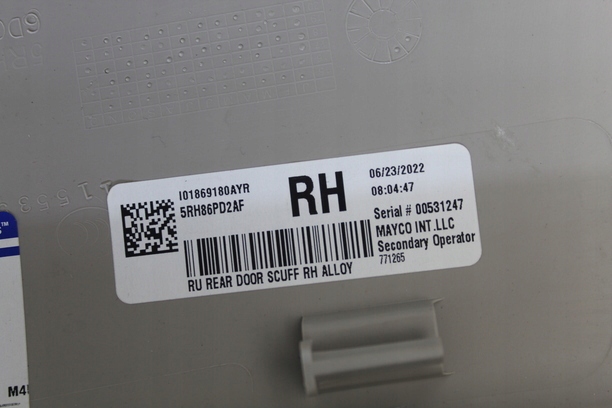 I01869180AYR
5RH86PD2AF
RH
06/23/2022
08:04:47
Serial # 00531247
MAYCO INT.LLC
Secondary Operator
771265
RU REAR DOOR SCUFF RH ALLOY